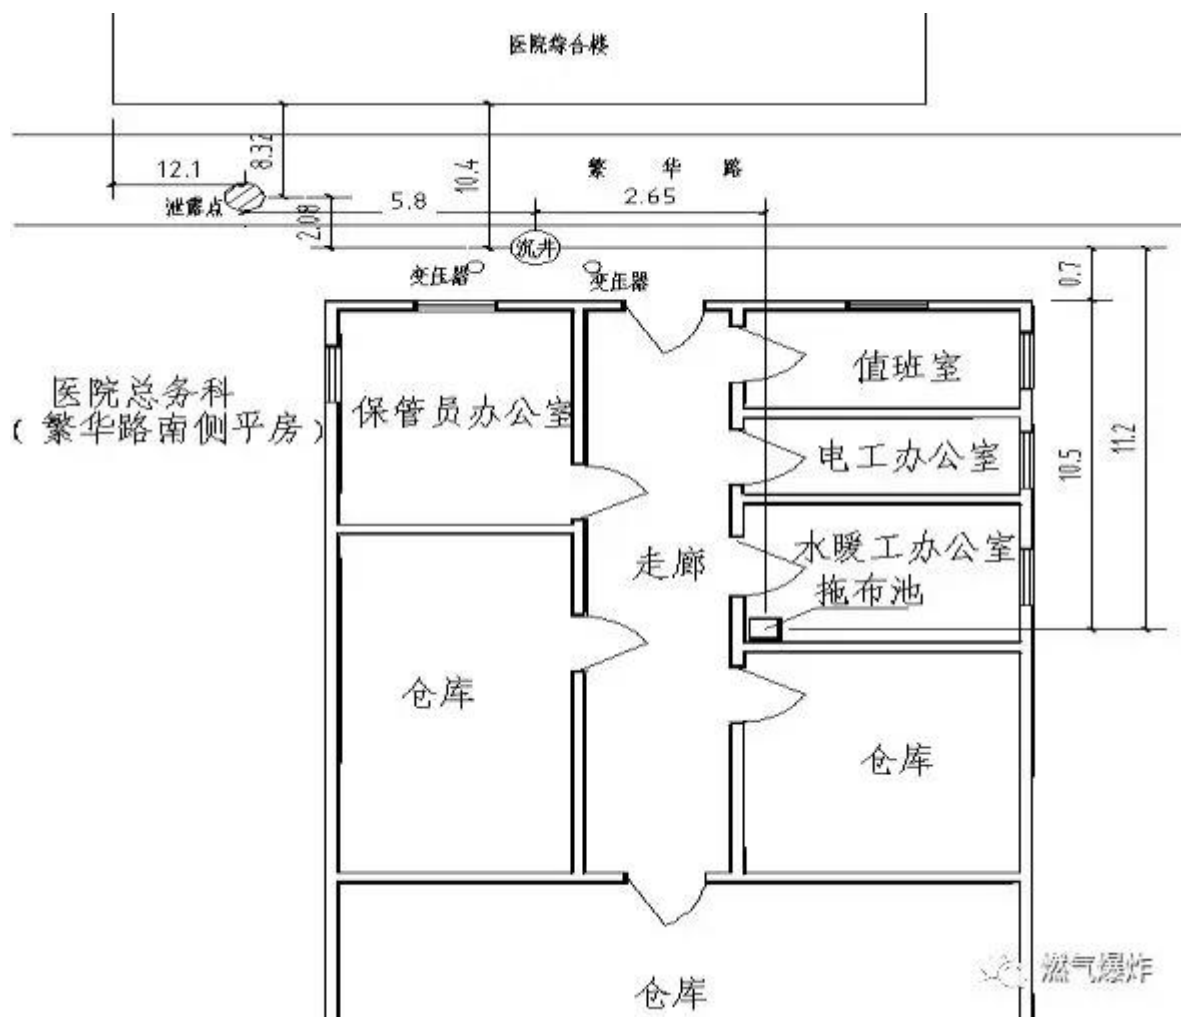 医院综合楼
8.32
10.4
12.1
繁 华 路
5.8
2.65
泄露点
2.08
沉井
变压器
变压器
0.7
医院总务科
( 繁华路南侧平房 )
保管员办公室
值班室
电工办公室
10.5
11.2
走廊
水暖工办公室
拖布池
仓库
仓库
仓库
燃气爆炸